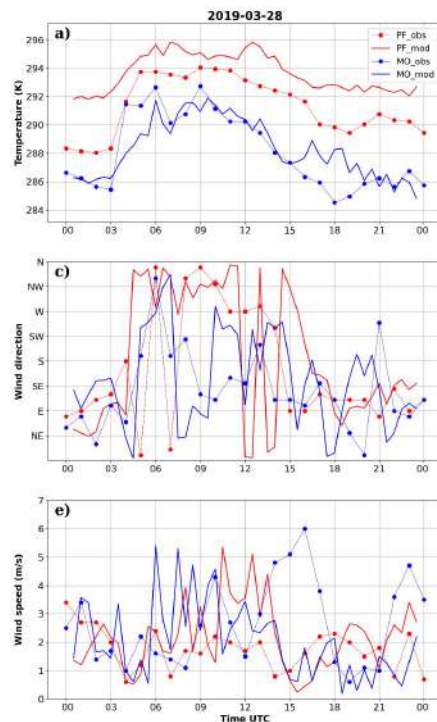 2019-03-28
a)
PF_obs
PF_mod
MO_obs
MO_mod
Temperature (K)
296
294
292
290
288
286
284
00 03 06 09 12 15 18 21 00
c)
Wind direction
N
NW
W
SW
S
SE
E
NE
00 03 06 09 12 15 18 21 00
e)
Wind speed (m/s)
7
6
5
4
3
2
1
0
00 03 06 09 12 15 18 21 00
Time UTC